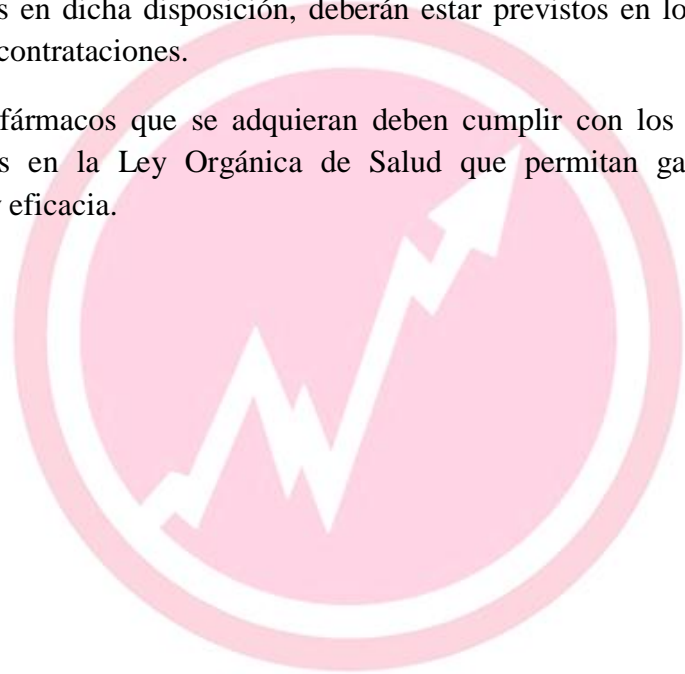 s en dicha disposición, deberán estar previstos en lo
contrataciones.
fármacos que se adquieran deben cumplir con los
s en la Ley Orgánica de Salud que permitan ga
y eficacia.